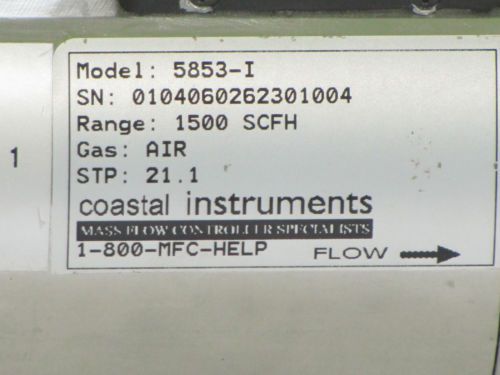 Model: 5853-I
SN: 0104060262301004
Range: 1500 SCFH
1
Gas: AIR
STP: 21.1
coastal instruments
MASS FLOW CONTROLLER SPECIALISTS
1-800-MFC-HELP
FLOW